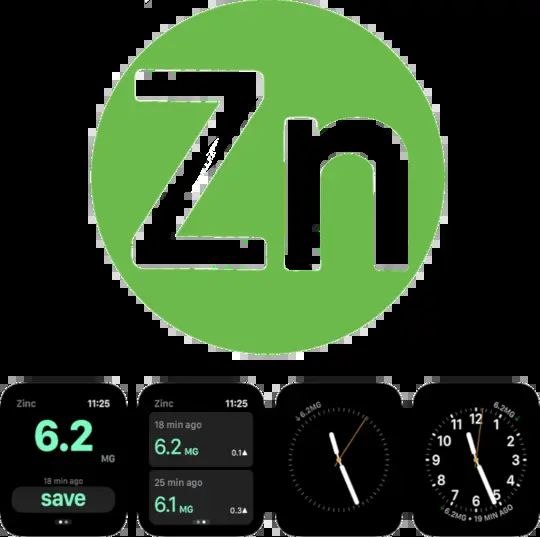 Zn
Zinc 11:25
6.2
MG
18 min ago
save
Zinc 11:25
18 min ago
6.2 MG 0.1▲
25 min ago
6.1 MG 0.3▲
6.2MG
6.2MG
12
1
2
3
4
5
6
7
8
9
10
11
6.2MG • 19 MIN AGO